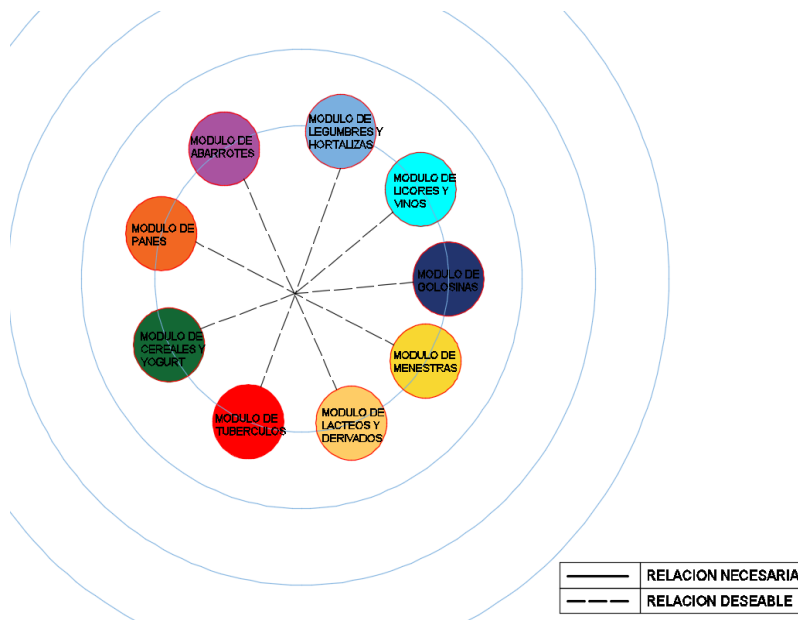 MODULO DE
LEGUMBRES Y
HORTALIZAS
MODULO DE
ABARROTES
MODULO DE
LICORES Y
VINOS
MODULO DE
PANES
MODULO DE
GOLOSINAS
MODULO DE
CEREALES Y
YOGURT
MODULO DE
MENESTRAS
MODULO DE
TUBERCULOS
MODULO DE
LACTEOS Y
DERIVADOS
RELACION NECESARIA
RELACION DESEABLE